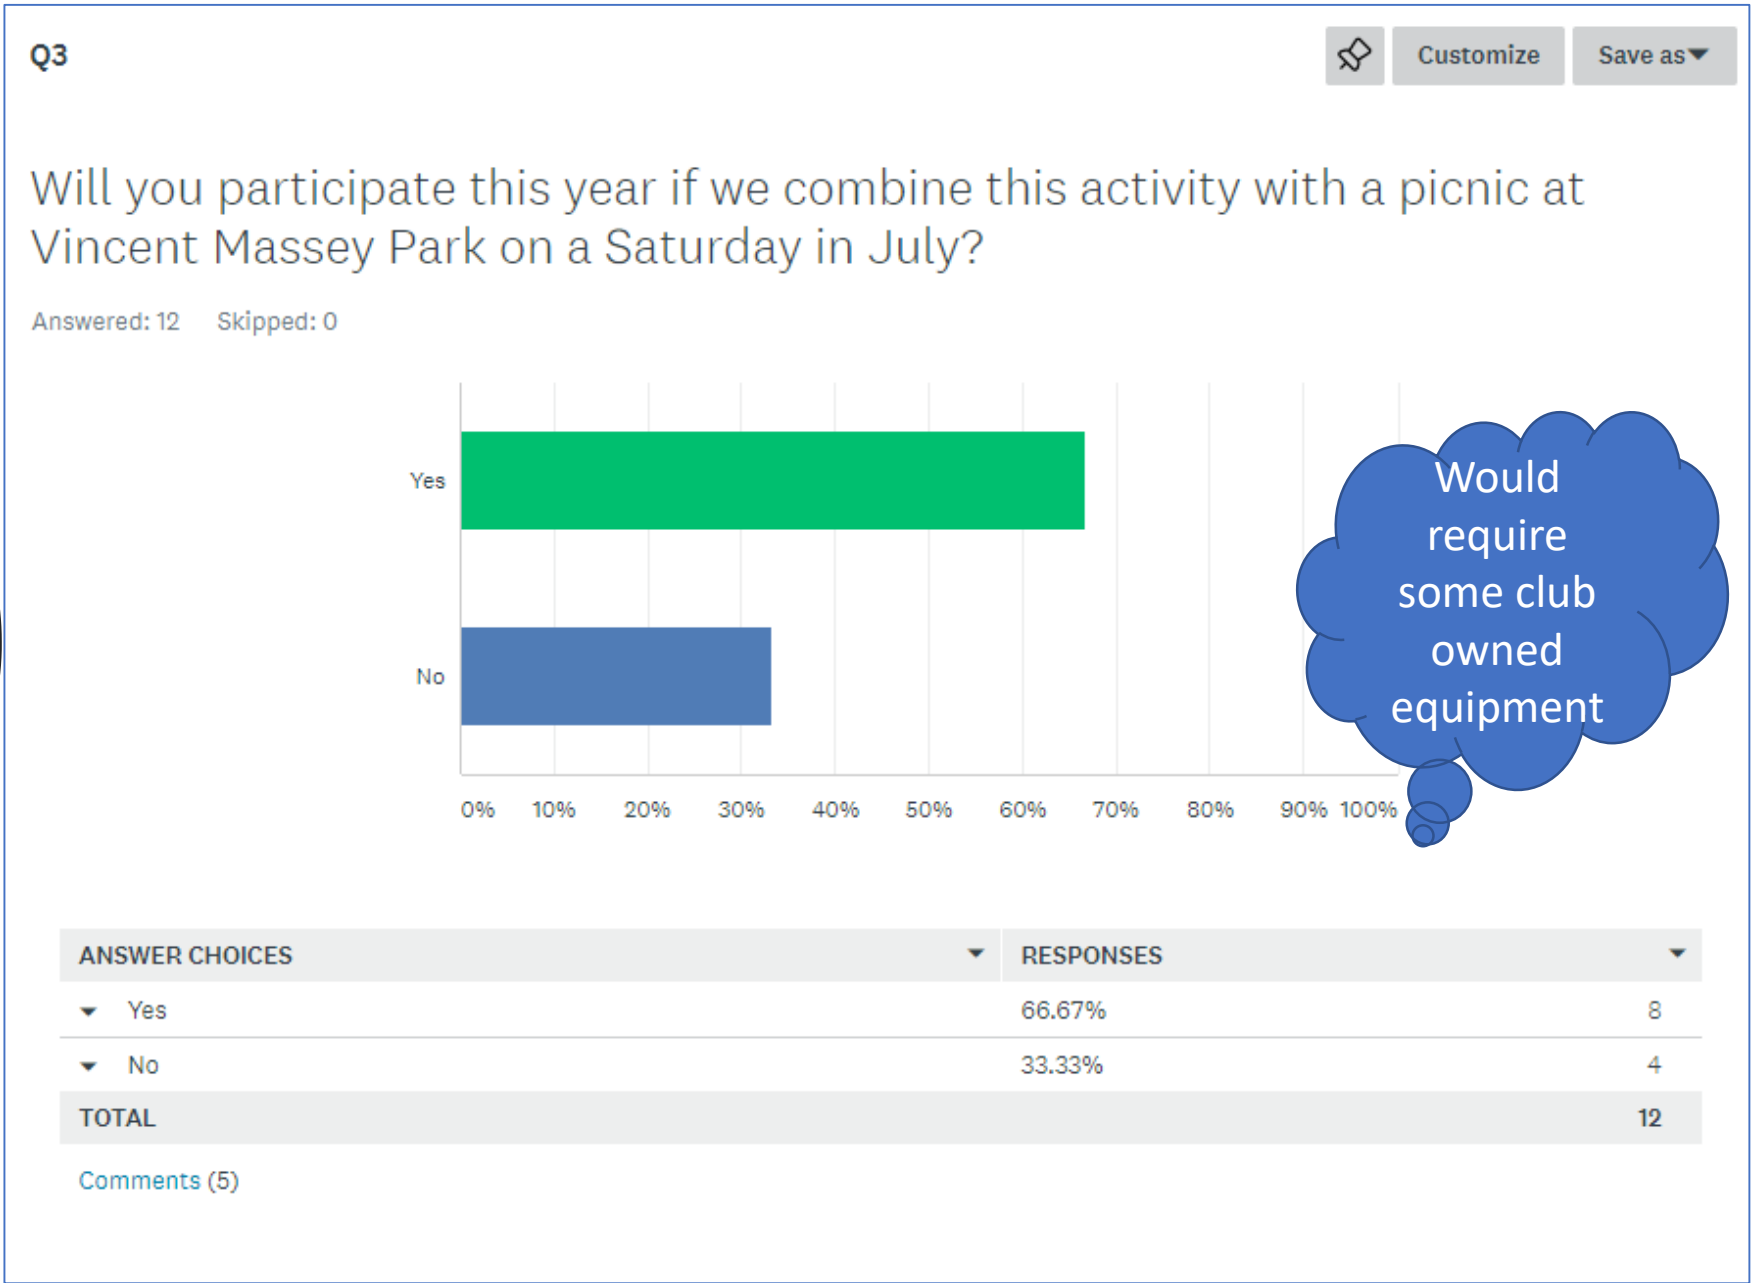 Q3
Customize
Save as
Will you participate this year if we combine this activity with a picnic at
Vincent Massey Park on a Saturday in July?
Answered: 12 Skipped: 0
Yes
No
0% 10% 20% 30% 40% 50% 60% 70% 80% 90% 100%
Would
require
some club
owned
equipment
ANSWER CHOICES RESPONSES
Yes 66.67% 8
No 33.33% 4
TOTAL 12
Comments (5)